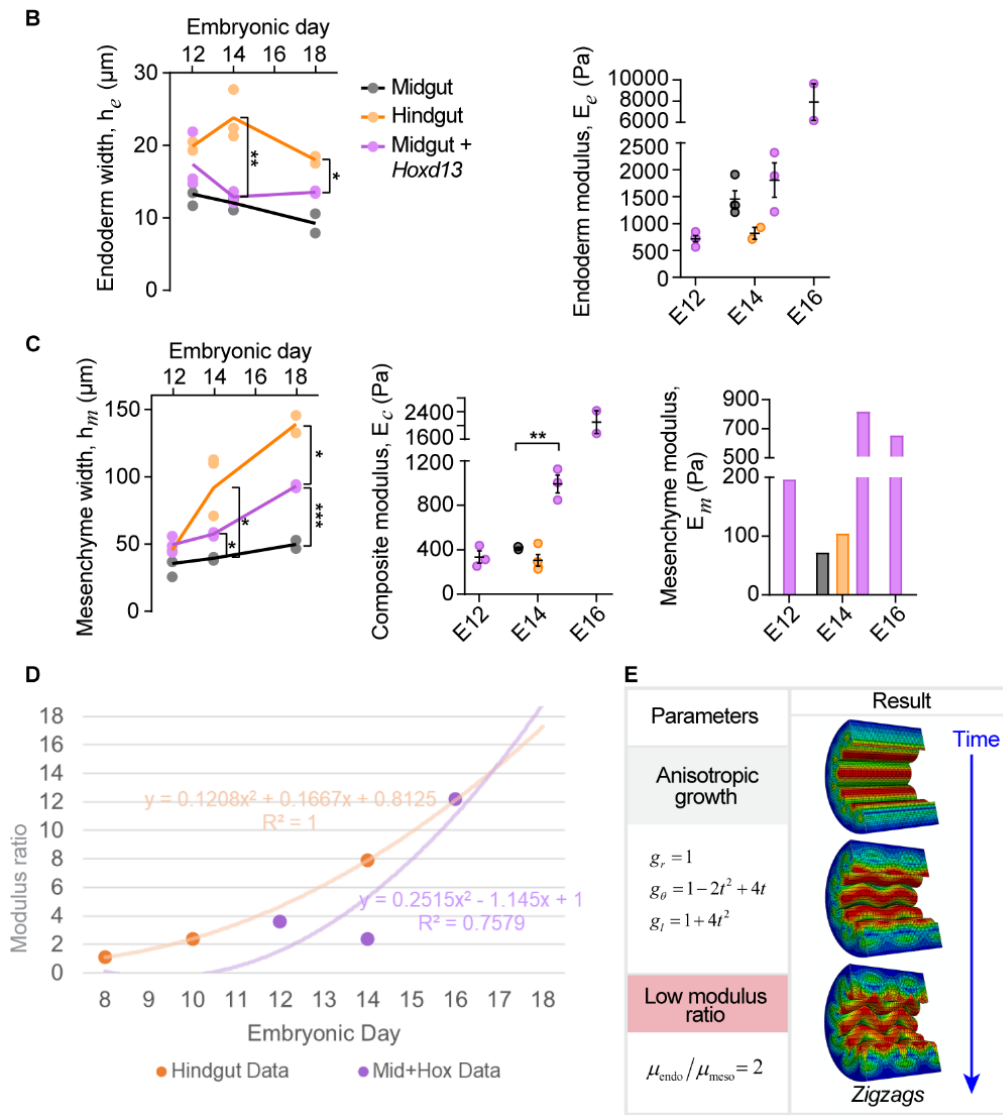 B
Embryonic day
12 14 16 18
Endoderm width, hₑ (µm)
30
20
10
0
Midgut
Hindgut
Midgut +
Hoxd13
**
*
Endoderm modulus, Eₑ (Pa)
10000
8000
6000
2500
2000
1500
1000
500
0
E12 E14 E16
C
Embryonic day
12 14 16 18
Mesenchyme width, hₘ (µm)
150
100
50
0
*
*
*
***
Composite modulus, E꜀ (Pa)
2400
1600
1200
800
400
0
**
E12 E14 E16
Mesenchyme modulus,
Eₘ (Pa)
900
700
500
200
100
0
E12 E14 E16
D
Modulus ratio
18
16
14
12
10
8
6
4
2
0
y = 0.1208x² + 0.1667x + 0.8125
R² = 1
y = 0.2515x² - 1.145x + 1
R² = 0.7579
8 9 10 11 12 13 14 15 16 17 18
Embryonic Day
Hindgut Data Mid+Hox Data
E
Parameters
Result
Anisotropic
growth
g_r = 1
g_θ = 1 − 2t² + 4t
g_l = 1 + 4t²
Low modulus
ratio
μ_endo/μ_meso = 2
Time
Zigzags